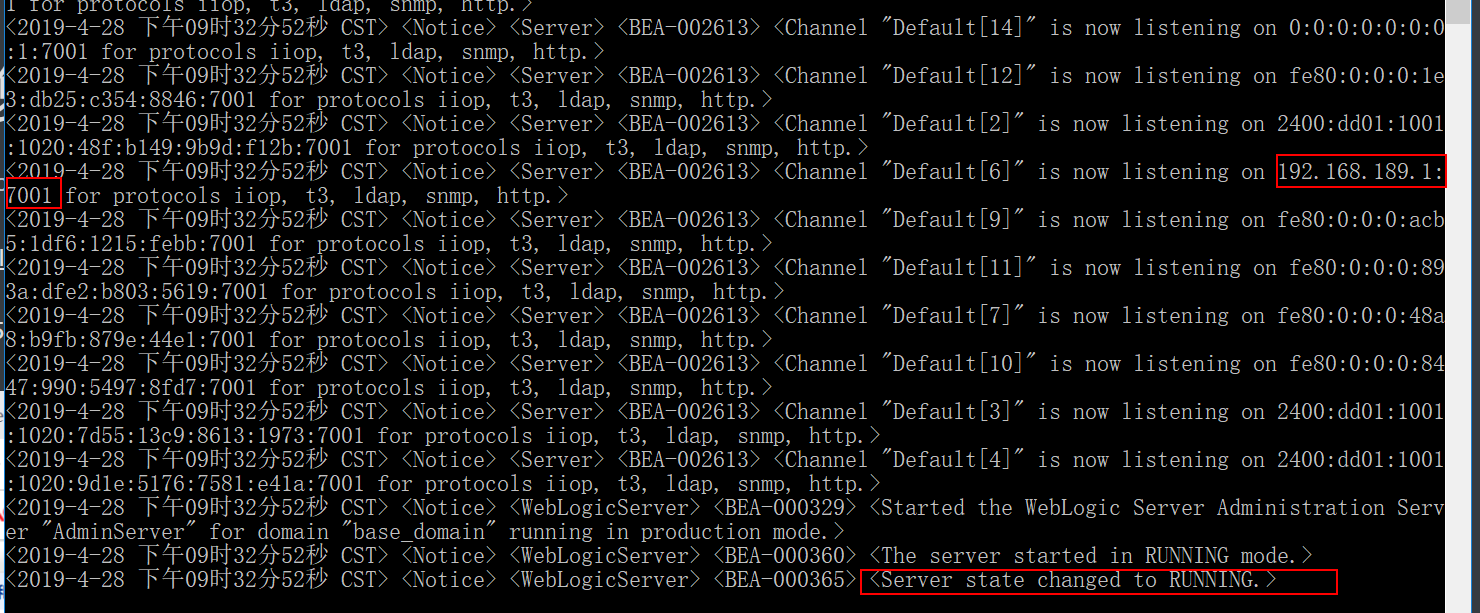 1 for protocols iiop, t3, ldap, snmp, http.>
<2019-4-28 下午09时32分52秒 CST> <Notice> <Server> <BEA-002613> <Channel "Default[14]" is now listening on 0:0:0:0:0:0:0
:1:7001 for protocols iiop, t3, ldap, snmp, http.>
<2019-4-28 下午09时32分52秒 CST> <Notice> <Server> <BEA-002613> <Channel "Default[12]" is now listening on fe80:0:0:0:1e
3:db25:c354:8846:7001 for protocols iiop, t3, ldap, snmp, http.>
<2019-4-28 下午09时32分52秒 CST> <Notice> <Server> <BEA-002613> <Channel "Default[2]" is now listening on 2400:dd01:1001
:1020:48f:b149:9b9d:f12b:7001 for protocols iiop, t3, ldap, snmp, http.>
<2019-4-28 下午09时32分52秒 CST> <Notice> <Server> <BEA-002613> <Channel "Default[6]" is now listening on 192.168.189.1:
7001 for protocols iiop, t3, ldap, snmp, http.>
<2019-4-28 下午09时32分52秒 CST> <Notice> <Server> <BEA-002613> <Channel "Default[9]" is now listening on fe80:0:0:0:acb
5:1df6:1215:febb:7001 for protocols iiop, t3, ldap, snmp, http.>
<2019-4-28 下午09时32分52秒 CST> <Notice> <Server> <BEA-002613> <Channel "Default[11]" is now listening on fe80:0:0:0:89
3a:dfe2:b803:5619:7001 for protocols iiop, t3, ldap, snmp, http.>
<2019-4-28 下午09时32分52秒 CST> <Notice> <Server> <BEA-002613> <Channel "Default[7]" is now listening on fe80:0:0:0:48a
8:b9fb:879e:44e1:7001 for protocols iiop, t3, ldap, snmp, http.>
<2019-4-28 下午09时32分52秒 CST> <Notice> <Server> <BEA-002613> <Channel "Default[10]" is now listening on fe80:0:0:0:84
47:990:5497:8fd7:7001 for protocols iiop, t3, ldap, snmp, http.>
<2019-4-28 下午09时32分52秒 CST> <Notice> <Server> <BEA-002613> <Channel "Default[3]" is now listening on 2400:dd01:1001
:1020:7d55:13c9:8613:1973:7001 for protocols iiop, t3, ldap, snmp, http.>
<2019-4-28 下午09时32分52秒 CST> <Notice> <Server> <BEA-002613> <Channel "Default[4]" is now listening on 2400:dd01:1001
:1020:9d1e:5176:7581:e41a:7001 for protocols iiop, t3, ldap, snmp, http.>
<2019-4-28 下午09时32分52秒 CST> <Notice> <WebLogicServer> <BEA-000329> <Started the WebLogic Server Administration Serv
er "AdminServer" for domain "base_domain" running in production mode.>
<2019-4-28 下午09时32分52秒 CST> <Notice> <WebLogicServer> <BEA-000360> <The server started in RUNNING mode.>
<2019-4-28 下午09时32分52秒 CST> <Notice> <WebLogicServer> <BEA-000365> <Server state changed to RUNNING.>